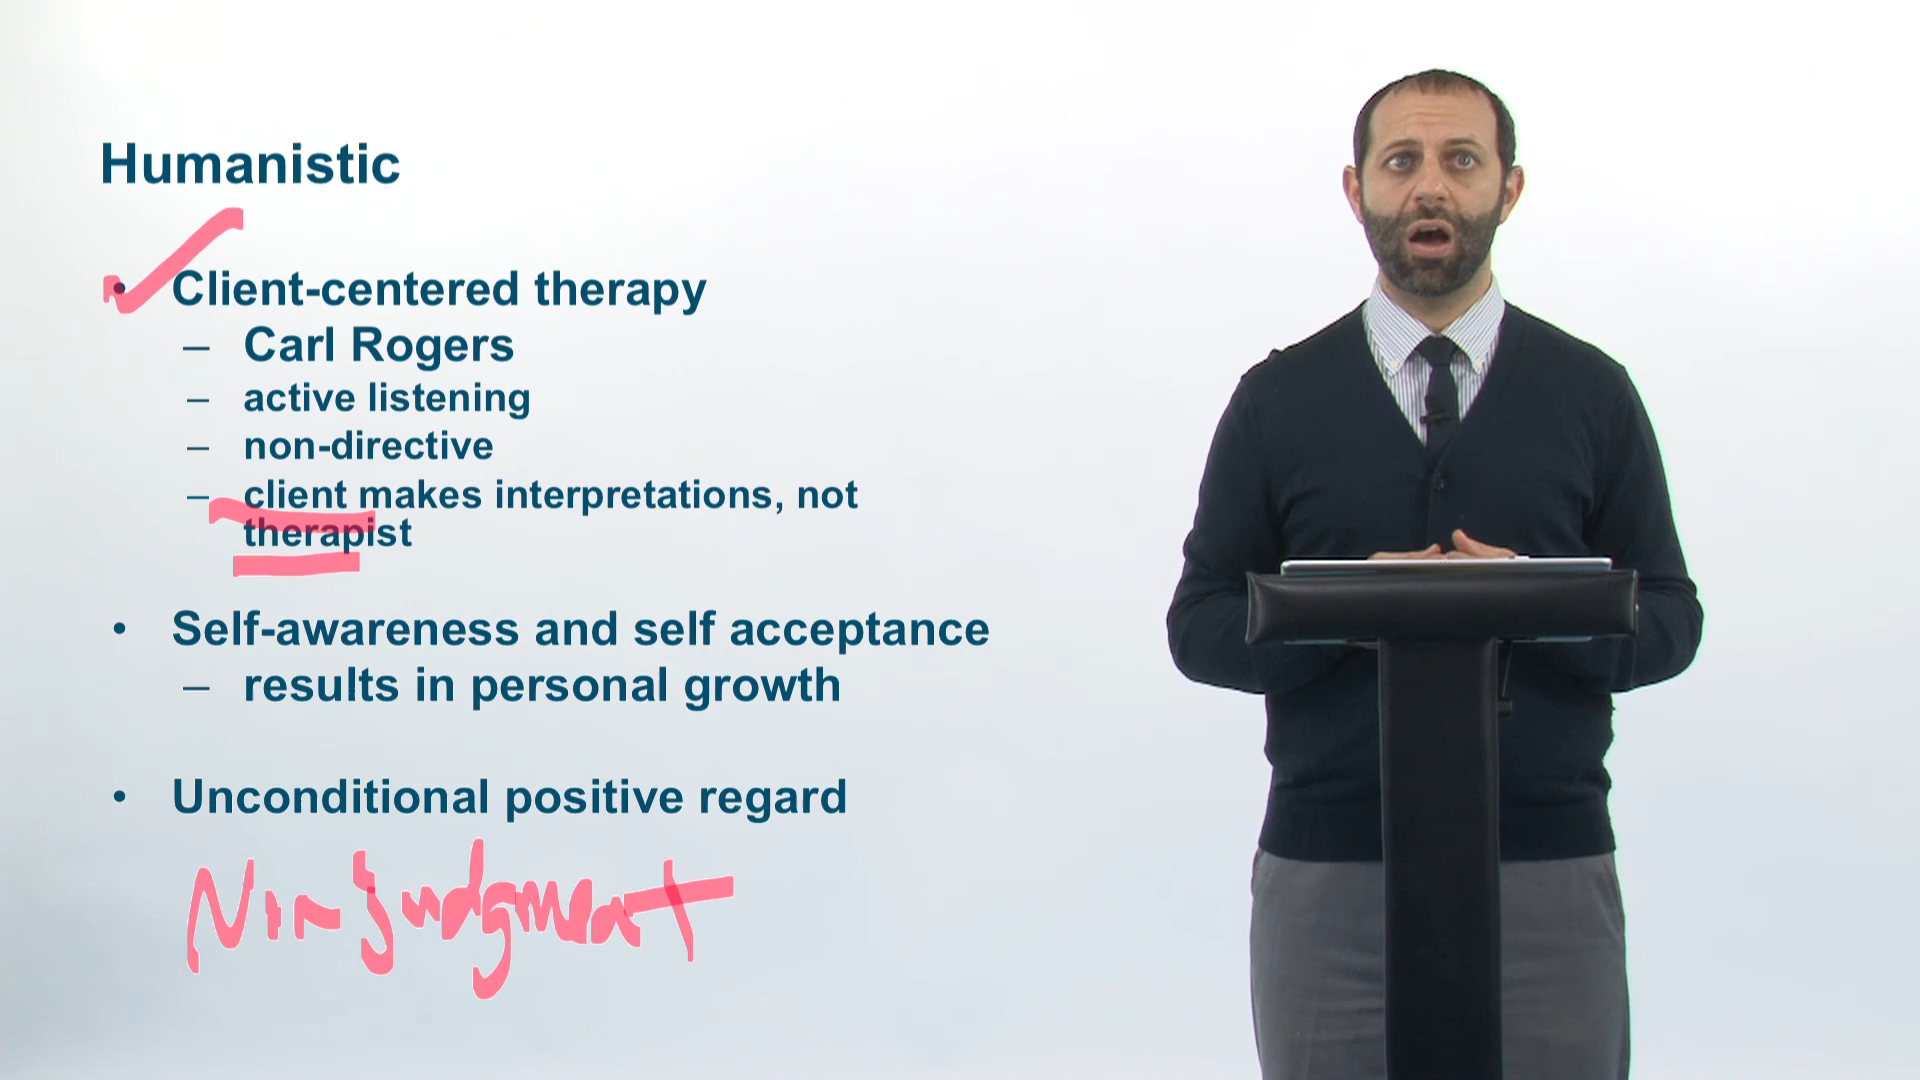 Humanistic
• Client-centered therapy
– Carl Rogers
– active listening
– non-directive
– client makes interpretations, not
therapist
• Self-awareness and self acceptance
– results in personal growth
• Unconditional positive regard
Non-judgment